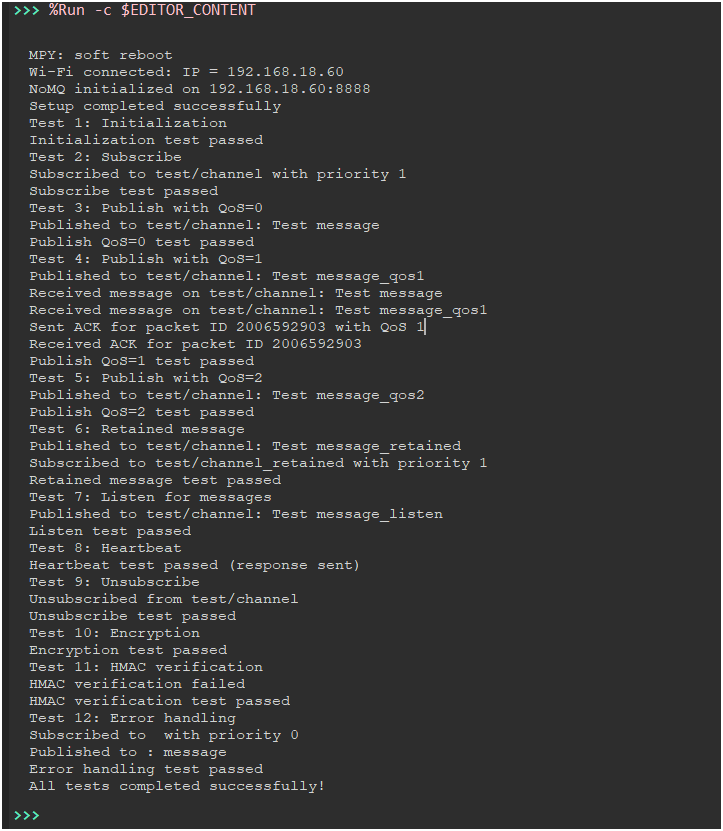 >>> %Run -c $EDITOR_CONTENT
MPY: soft reboot
Wi-Fi connected: IP = 192.168.18.60
NoMQ initialized on 192.168.18.60:8888
Setup completed successfully
Test 1: Initialization
Initialization test passed
Test 2: Subscribe
Subscribed to test/channel with priority 1
Subscribe test passed
Test 3: Publish with QoS=0
Published to test/channel: Test message
Publish QoS=0 test passed
Test 4: Publish with QoS=1
Published to test/channel: Test message_qos1
Received message on test/channel: Test message
Received message on test/channel: Test message_qos1
Sent ACK for packet ID 2006592903 with QoS 1
Received ACK for packet ID 2006592903
Publish QoS=1 test passed
Test 5: Publish with QoS=2
Published to test/channel: Test message_qos2
Publish QoS=2 test passed
Test 6: Retained message
Published to test/channel: Test message_retained
Subscribed to test/channel_retained with priority 1
Retained message test passed
Test 7: Listen for messages
Published to test/channel: Test message_listen
Listen test passed
Test 8: Heartbeat
Heartbeat test passed (response sent)
Test 9: Unsubscribe
Unsubscribed from test/channel
Unsubscribe test passed
Test 10: Encryption
Encryption test passed
Test 11: HMAC verification
HMAC verification failed
HMAC verification test passed
Test 12: Error handling
Subscribed to  with priority 0
Published to : message
Error handling test passed
All tests completed successfully!
>>>